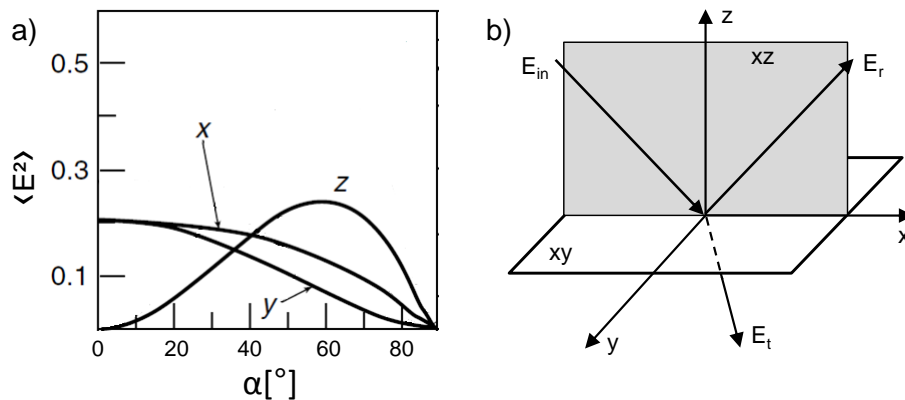 a)
⟨E²⟩
0.5
0.3
0.1
x
z
y
0 20 40 60 80
α[°]
b)
z
xz
E_in
E_r
x
xy
y
E_t